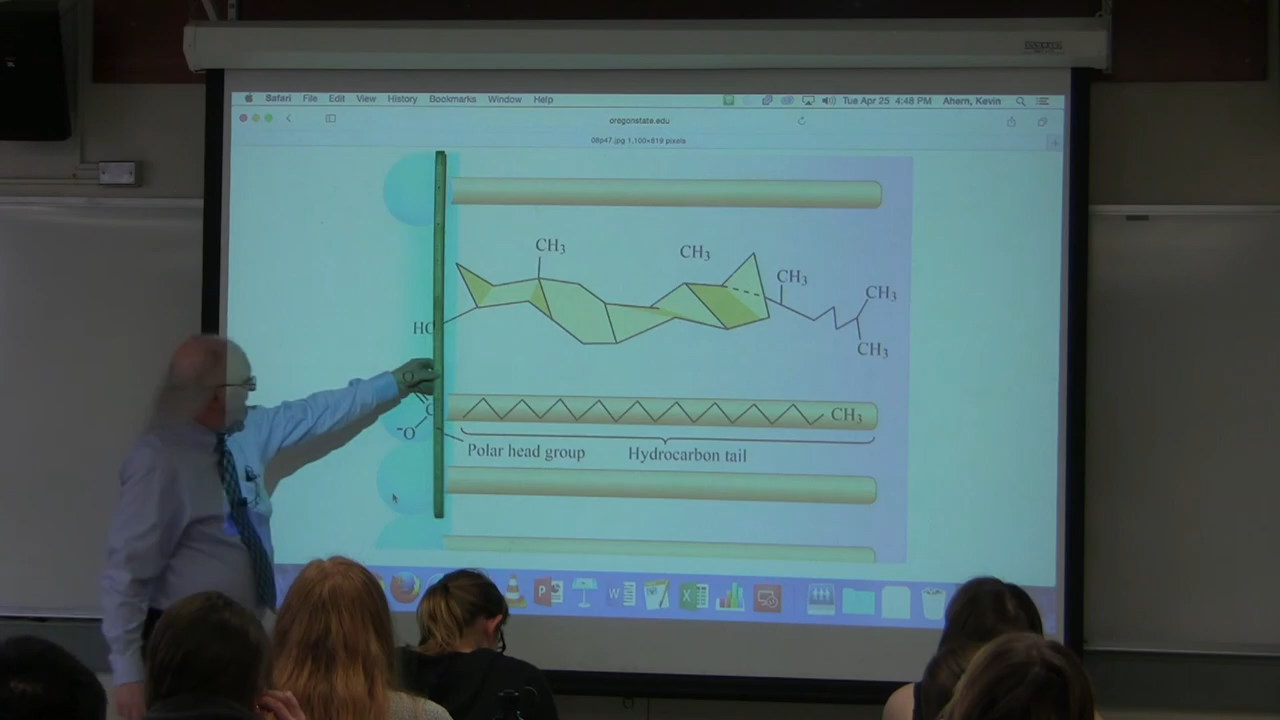 Safari File Edit View History Bookmarks Window Help Tue Apr 25 4:48 PM Ahern, Kevin
oregonstate.edu
08p47.jpg 1,100×619 pixels
CH3
CH3
CH3
CH3
HO
CH3
O
C
⁻O
CH3
Polar head group Hydrocarbon tail
P
W
X